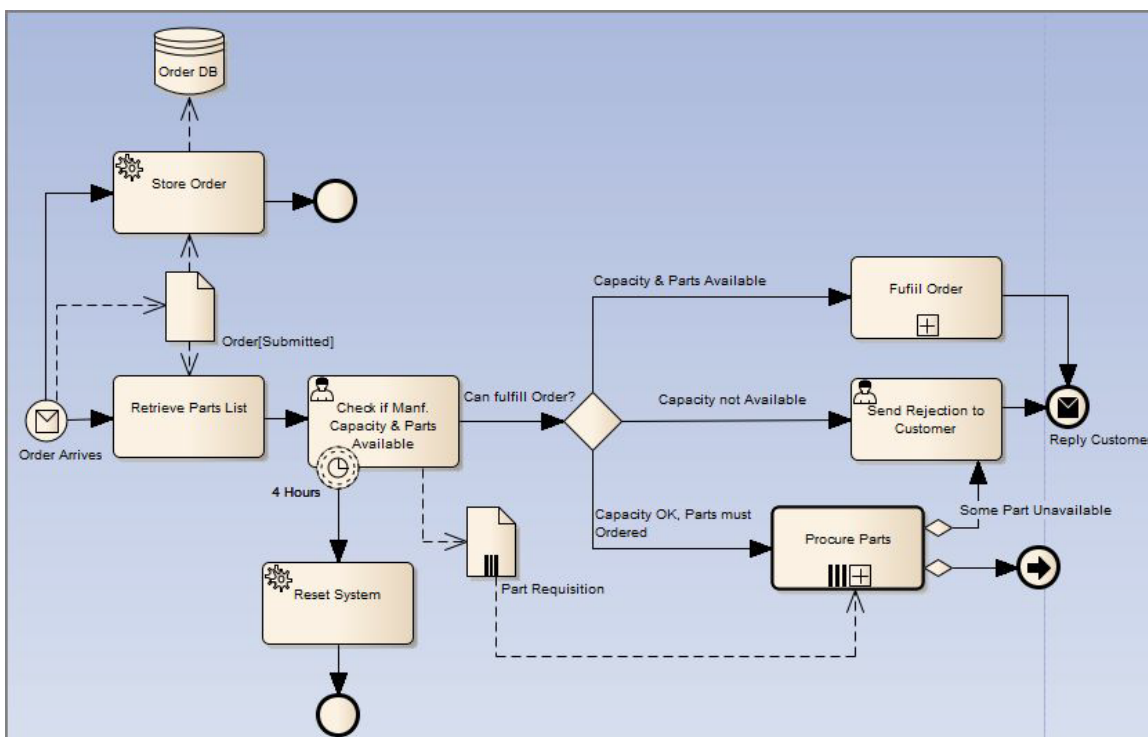 Order DB
Store Order
Order[Submitted]
Capacity & Parts Available
Fufiill Order
Retrieve Parts List
Check if Manf.
Capacity & Parts
Available
Can fulfill Order?
Capacity not Available
Send Rejection to
Customer
Order Arrives
Reply Customer
4 Hours
Capacity OK, Parts must
Ordered
Some Part Unavailable
Procure Parts
Reset System
Part Requisition